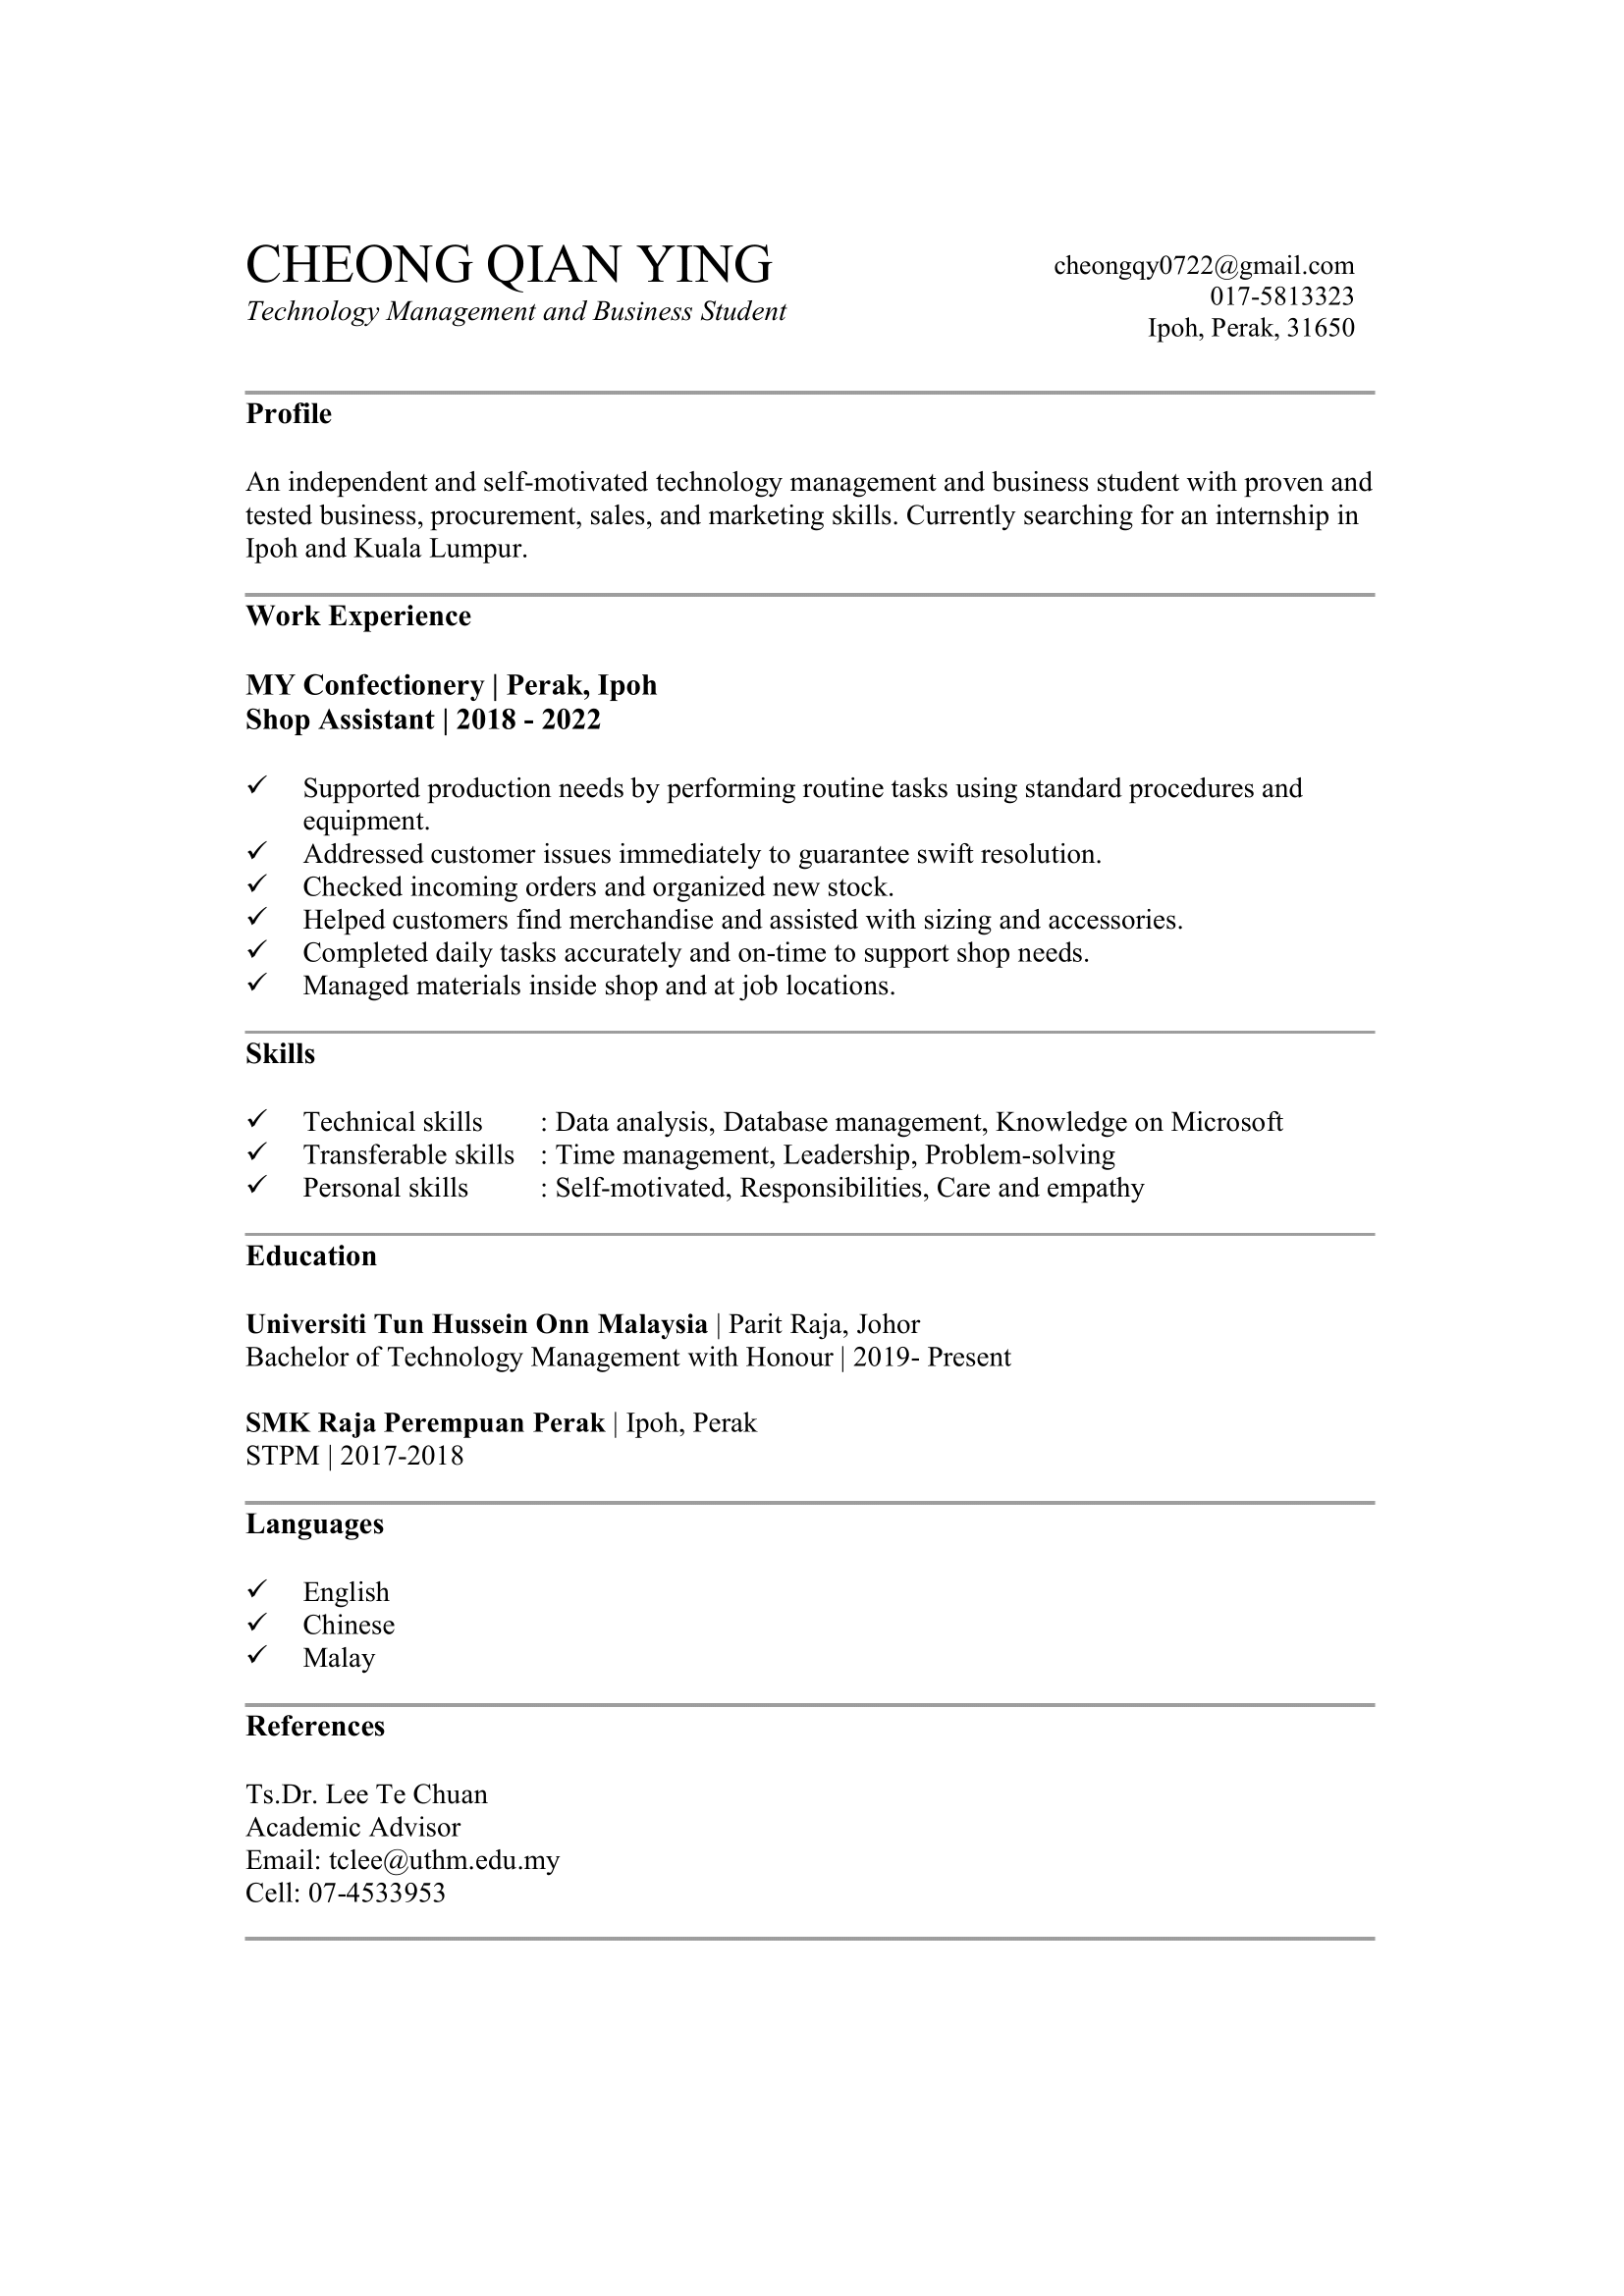 CHEONG QIAN YING
Technology Management and Business Student
cheongqy0722@gmail.com
017-5813323
Ipoh, Perak, 31650
Profile
An independent and self-motivated technology management and business student with proven and
tested business, procurement, sales, and marketing skills. Currently searching for an internship in
Ipoh and Kuala Lumpur.
Work Experience
MY Confectionery | Perak, Ipoh
Shop Assistant | 2018 - 2022
✓ Supported production needs by performing routine tasks using standard procedures and
equipment.
✓ Addressed customer issues immediately to guarantee swift resolution.
✓ Checked incoming orders and organized new stock.
✓ Helped customers find merchandise and assisted with sizing and accessories.
✓ Completed daily tasks accurately and on-time to support shop needs.
✓ Managed materials inside shop and at job locations.
Skills
✓ Technical skills : Data analysis, Database management, Knowledge on Microsoft
✓ Transferable skills : Time management, Leadership, Problem-solving
✓ Personal skills : Self-motivated, Responsibilities, Care and empathy
Education
Universiti Tun Hussein Onn Malaysia | Parit Raja, Johor
Bachelor of Technology Management with Honour | 2019- Present
SMK Raja Perempuan Perak | Ipoh, Perak
STPM | 2017-2018
Languages
✓ English
✓ Chinese
✓ Malay
References
Ts.Dr. Lee Te Chuan
Academic Advisor
Email: tclee@uthm.edu.my
Cell: 07-4533953